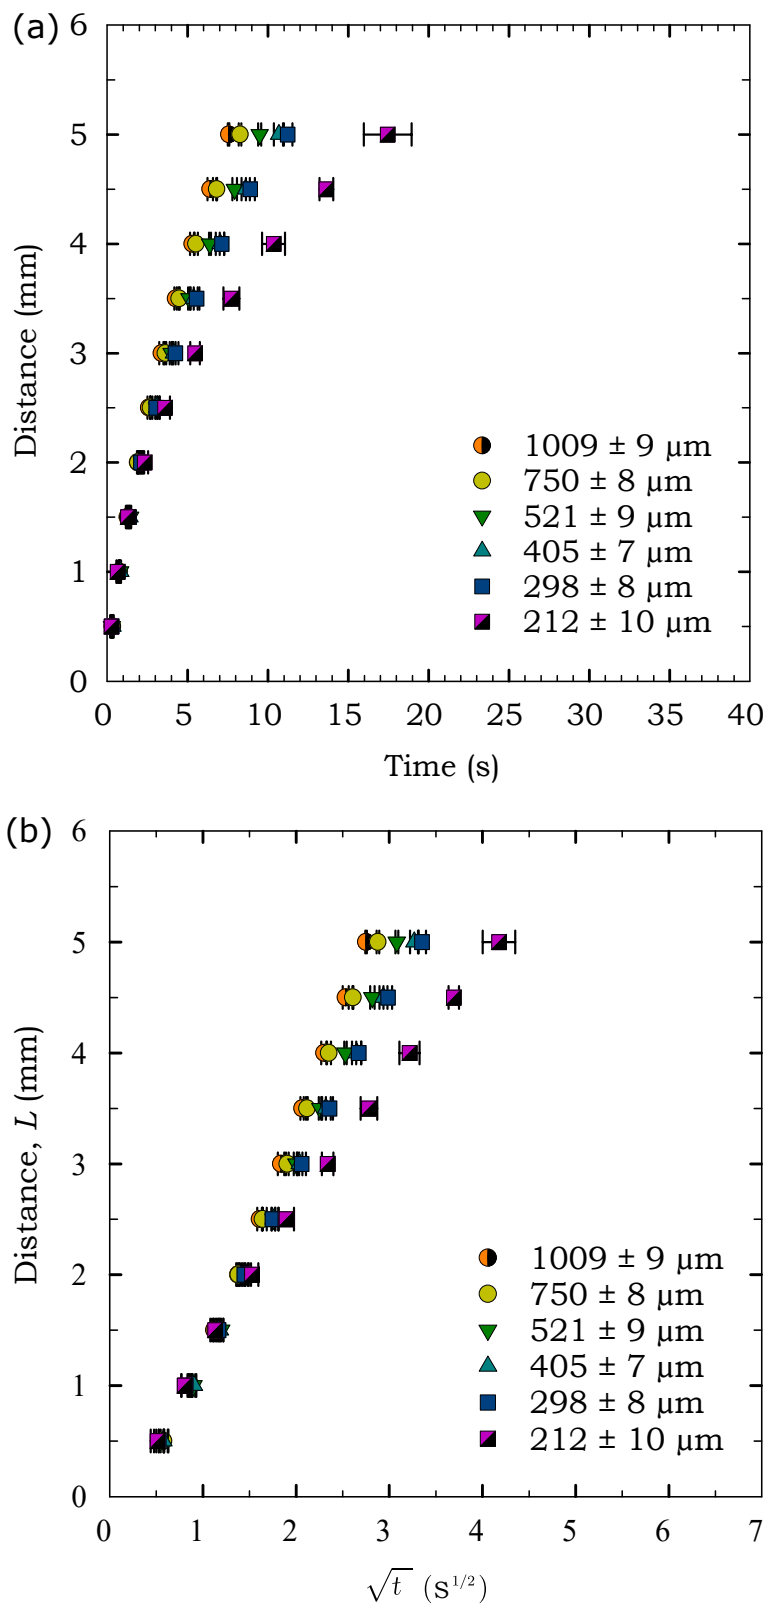 (a)
6
5
4
3
2
1
0
Distance (mm)
1009 ± 9 µm
750 ± 8 µm
521 ± 9 µm
405 ± 7 µm
298 ± 8 µm
212 ± 10 µm
0 5 10 15 20 25 30 35 40
Time (s)
(b)
6
5
4
3
2
1
0
Distance, L (mm)
1009 ± 9 µm
750 ± 8 µm
521 ± 9 µm
405 ± 7 µm
298 ± 8 µm
212 ± 10 µm
0 1 2 3 4 5 6 7
√t (s^1/2)